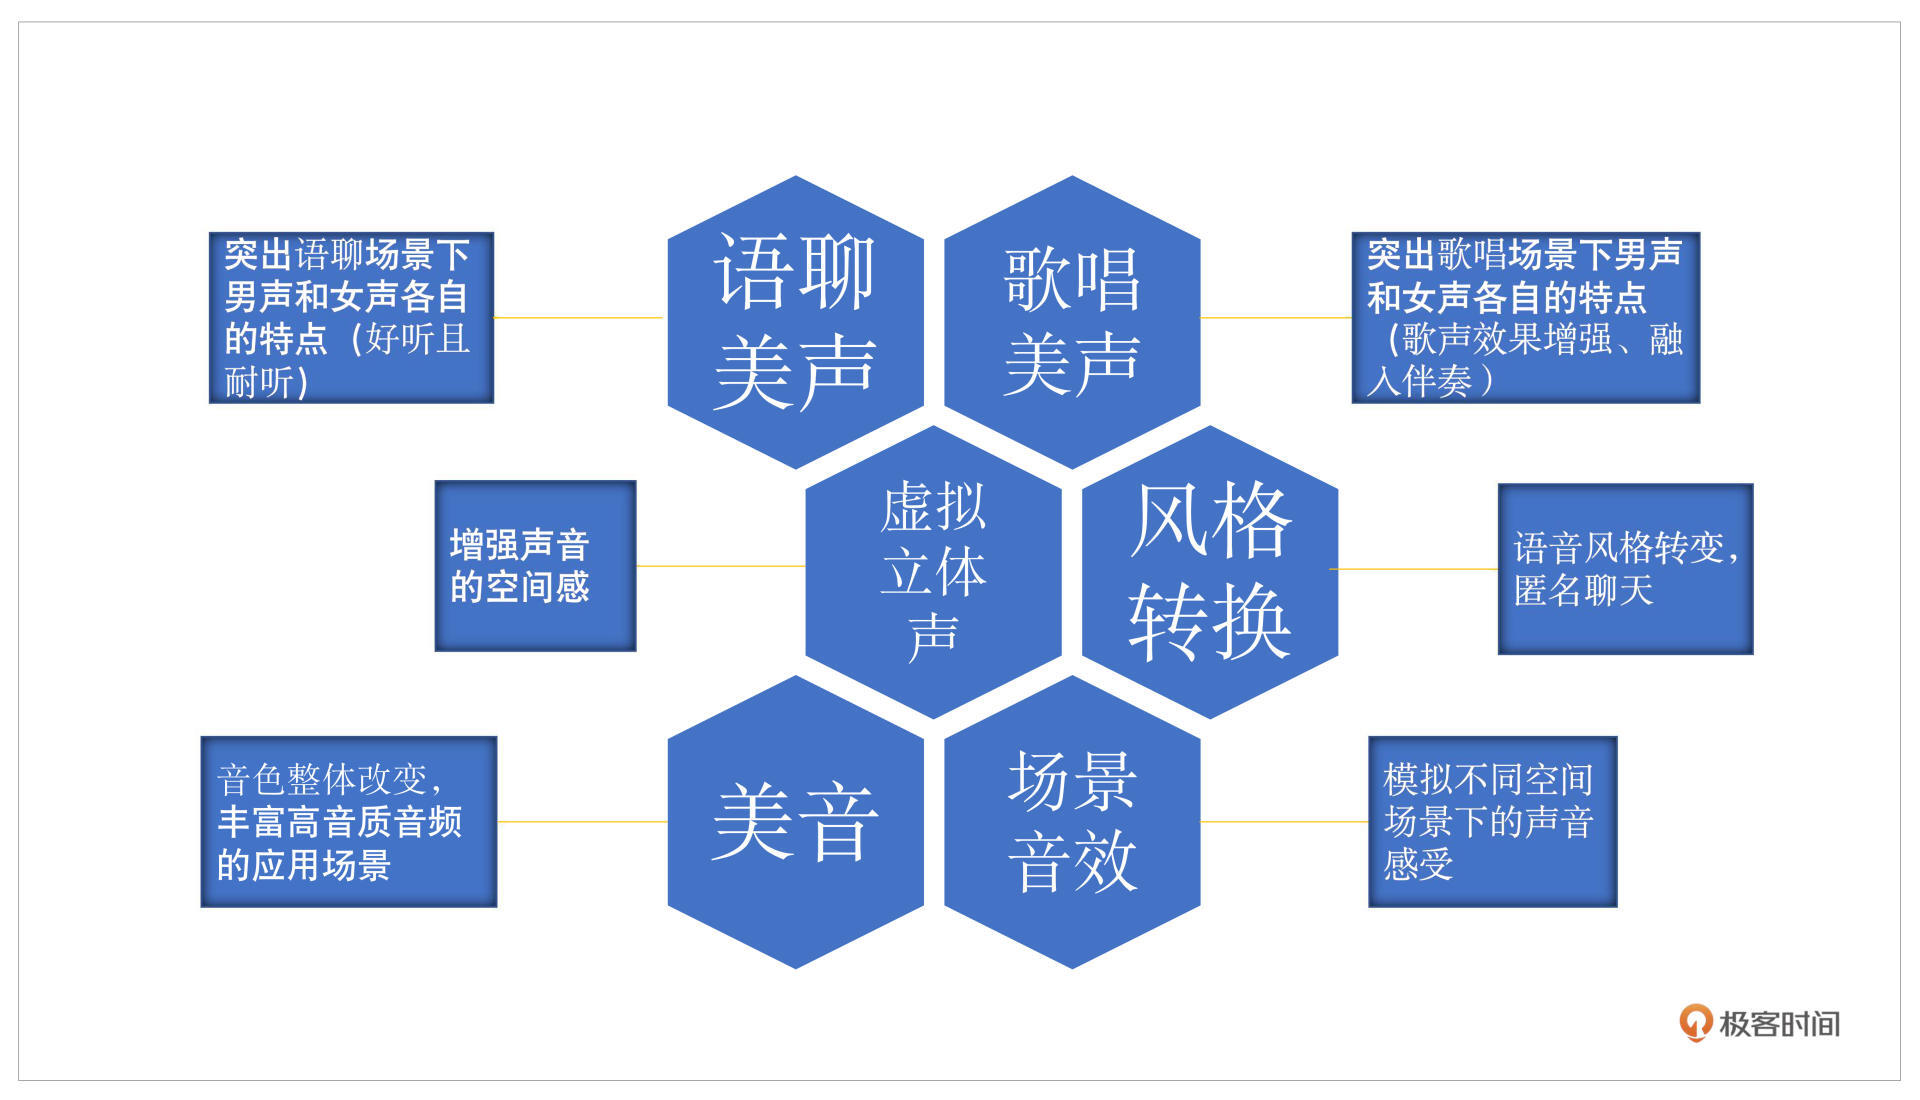 突出语聊场景下
男声和女声各自
的特点（好听且
耐听）
语聊
美声
歌唱
美声
突出歌唱场景下男声
和女声各自的特点
（歌声效果增强、融
入伴奏）
增强声音
的空间感
虚拟
立体
声
风格
转换
语音风格转变，
匿名聊天
音色整体改变，
丰富高音质音频
的应用场景
美音
场景
音效
模拟不同空间
场景下的声音
感受
极客时间